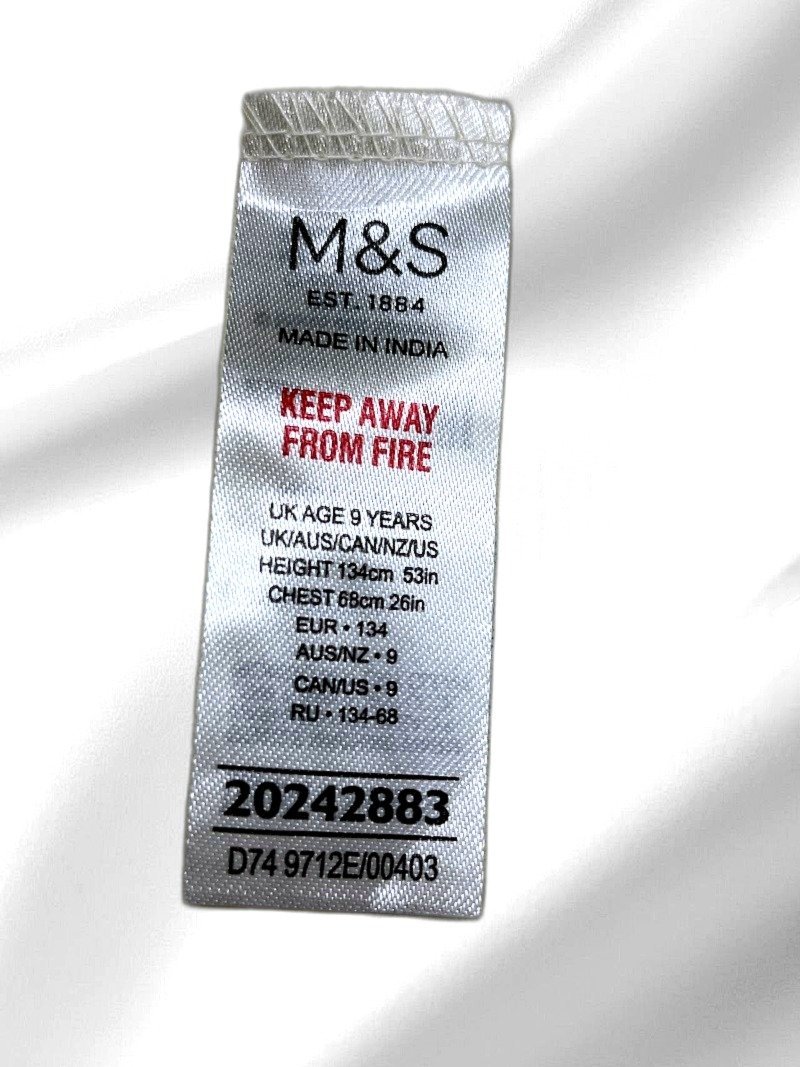 M&S
EST. 1884
MADE IN INDIA
KEEP AWAY
FROM FIRE
UK AGE 9 YEARS
UK/AUS/CAN/NZ/US
HEIGHT 134cm 53in
CHEST 68cm 26in
EUR • 134
AUS/NZ • 9
CAN/US • 9
RU • 134-68
20242883
D74 9712E/00403